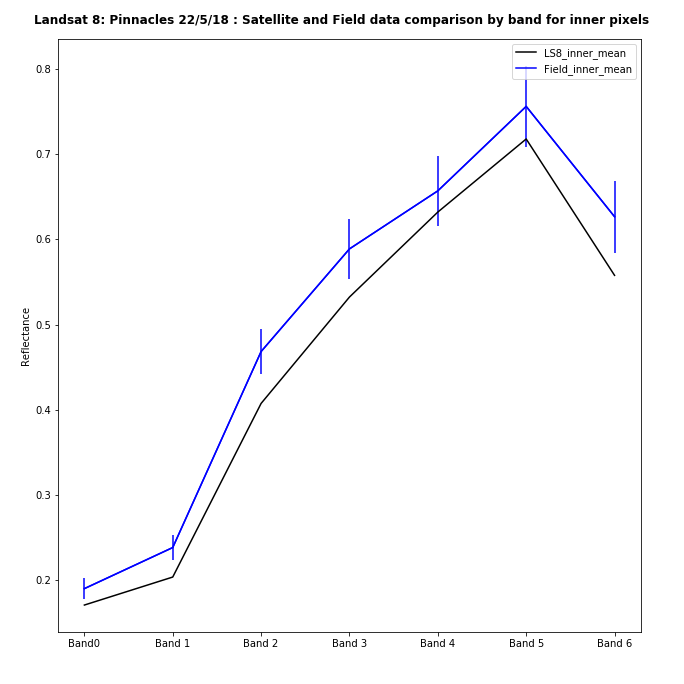 Landsat 8: Pinnacles 22/5/18 : Satellite and Field data comparison by band for inner pixels
LS8_inner_mean
Field_inner_mean
0.8
0.7
0.6
0.5
0.4
0.3
0.2
Reflectance
Band0 Band 1 Band 2 Band 3 Band 4 Band 5 Band 6